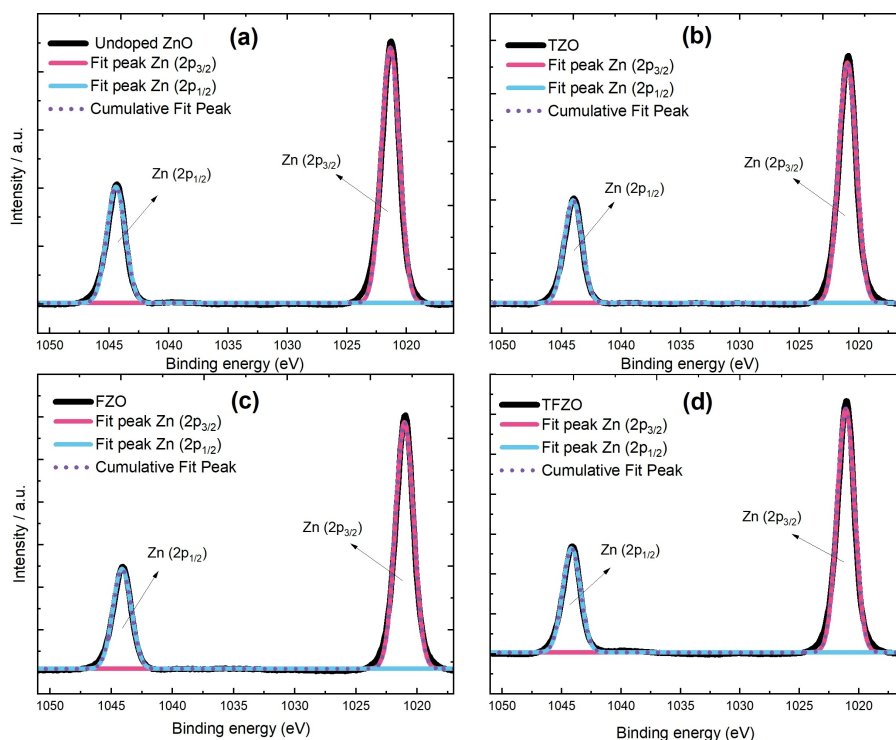 (a)
Undoped ZnO
Fit peak Zn (2p3/2)
Fit peak Zn (2p1/2)
Cumulative Fit Peak
Zn (2p3/2)
Zn (2p1/2)
Intensity / a.u.
1050 1045 1040 1035 1030 1025 1020
Binding energy (eV)
(b)
TZO
Fit peak Zn (2p3/2)
Fit peak Zn (2p1/2)
Cumulative Fit Peak
Zn (2p3/2)
Zn (2p1/2)
1050 1045 1040 1035 1030 1025 1020
Binding energy (eV)
(c)
FZO
Fit peak Zn (2p3/2)
Fit peak Zn (2p1/2)
Cumulative Fit Peak
Zn (2p3/2)
Zn (2p1/2)
Intensity / a.u.
1050 1045 1040 1035 1030 1025 1020
Binding energy (eV)
(d)
TFZO
Fit peak Zn (2p3/2)
Fit peak Zn (2p1/2)
Cumulative Fit Peak
Zn (2p3/2)
Zn (2p1/2)
1050 1045 1040 1035 1030 1025 1020
Binding energy (eV)